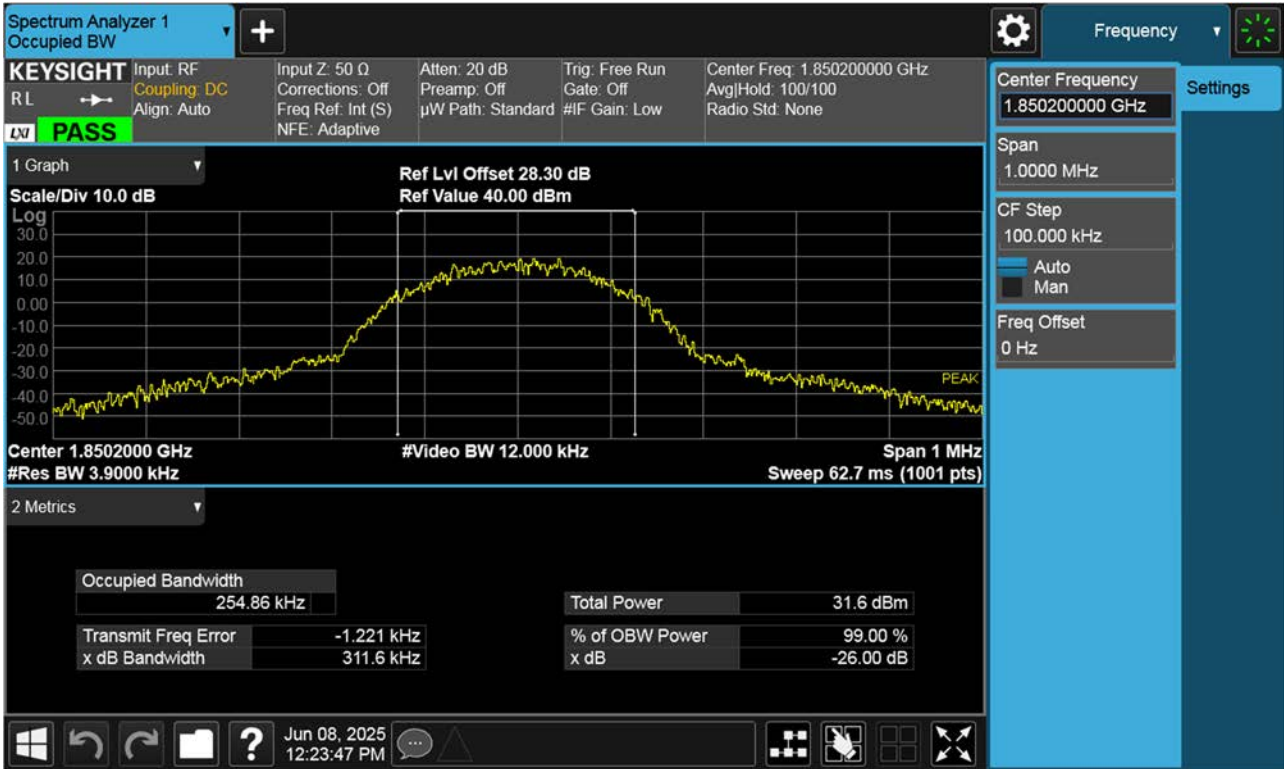 Spectrum Analyzer 1
Occupied BW
+
Frequency
KEYSIGHT
RL
LXI PASS
Input: RF
Coupling: DC
Align: Auto
Input Z: 50 Ω
Corrections: Off
Freq Ref: Int (S)
NFE: Adaptive
Atten: 20 dB
Preamp: Off
µW Path: Standard
Trig: Free Run
Gate: Off
#IF Gain: Low
Center Freq: 1.850200000 GHz
Avg|Hold: 100/100
Radio Std: None
Center Frequency
1.850200000 GHz
Settings
Span
1.0000 MHz
CF Step
100.000 kHz
Auto
Man
Freq Offset
0 Hz
1 Graph
Scale/Div 10.0 dB
Ref Lvl Offset 28.30 dB
Ref Value 40.00 dBm
Log
30.0
20.0
10.0
0.00
-10.0
-20.0
-30.0
-40.0
-50.0
PEAK
Center 1.8502000 GHz
#Res BW 3.9000 kHz
#Video BW 12.000 kHz
Span 1 MHz
Sweep 62.7 ms (1001 pts)
2 Metrics
Occupied Bandwidth
254.86 kHz
Transmit Freq Error -1.221 kHz
x dB Bandwidth 311.6 kHz
Total Power 31.6 dBm
% of OBW Power 99.00 %
x dB -26.00 dB
?
Jun 08, 2025
12:23:47 PM